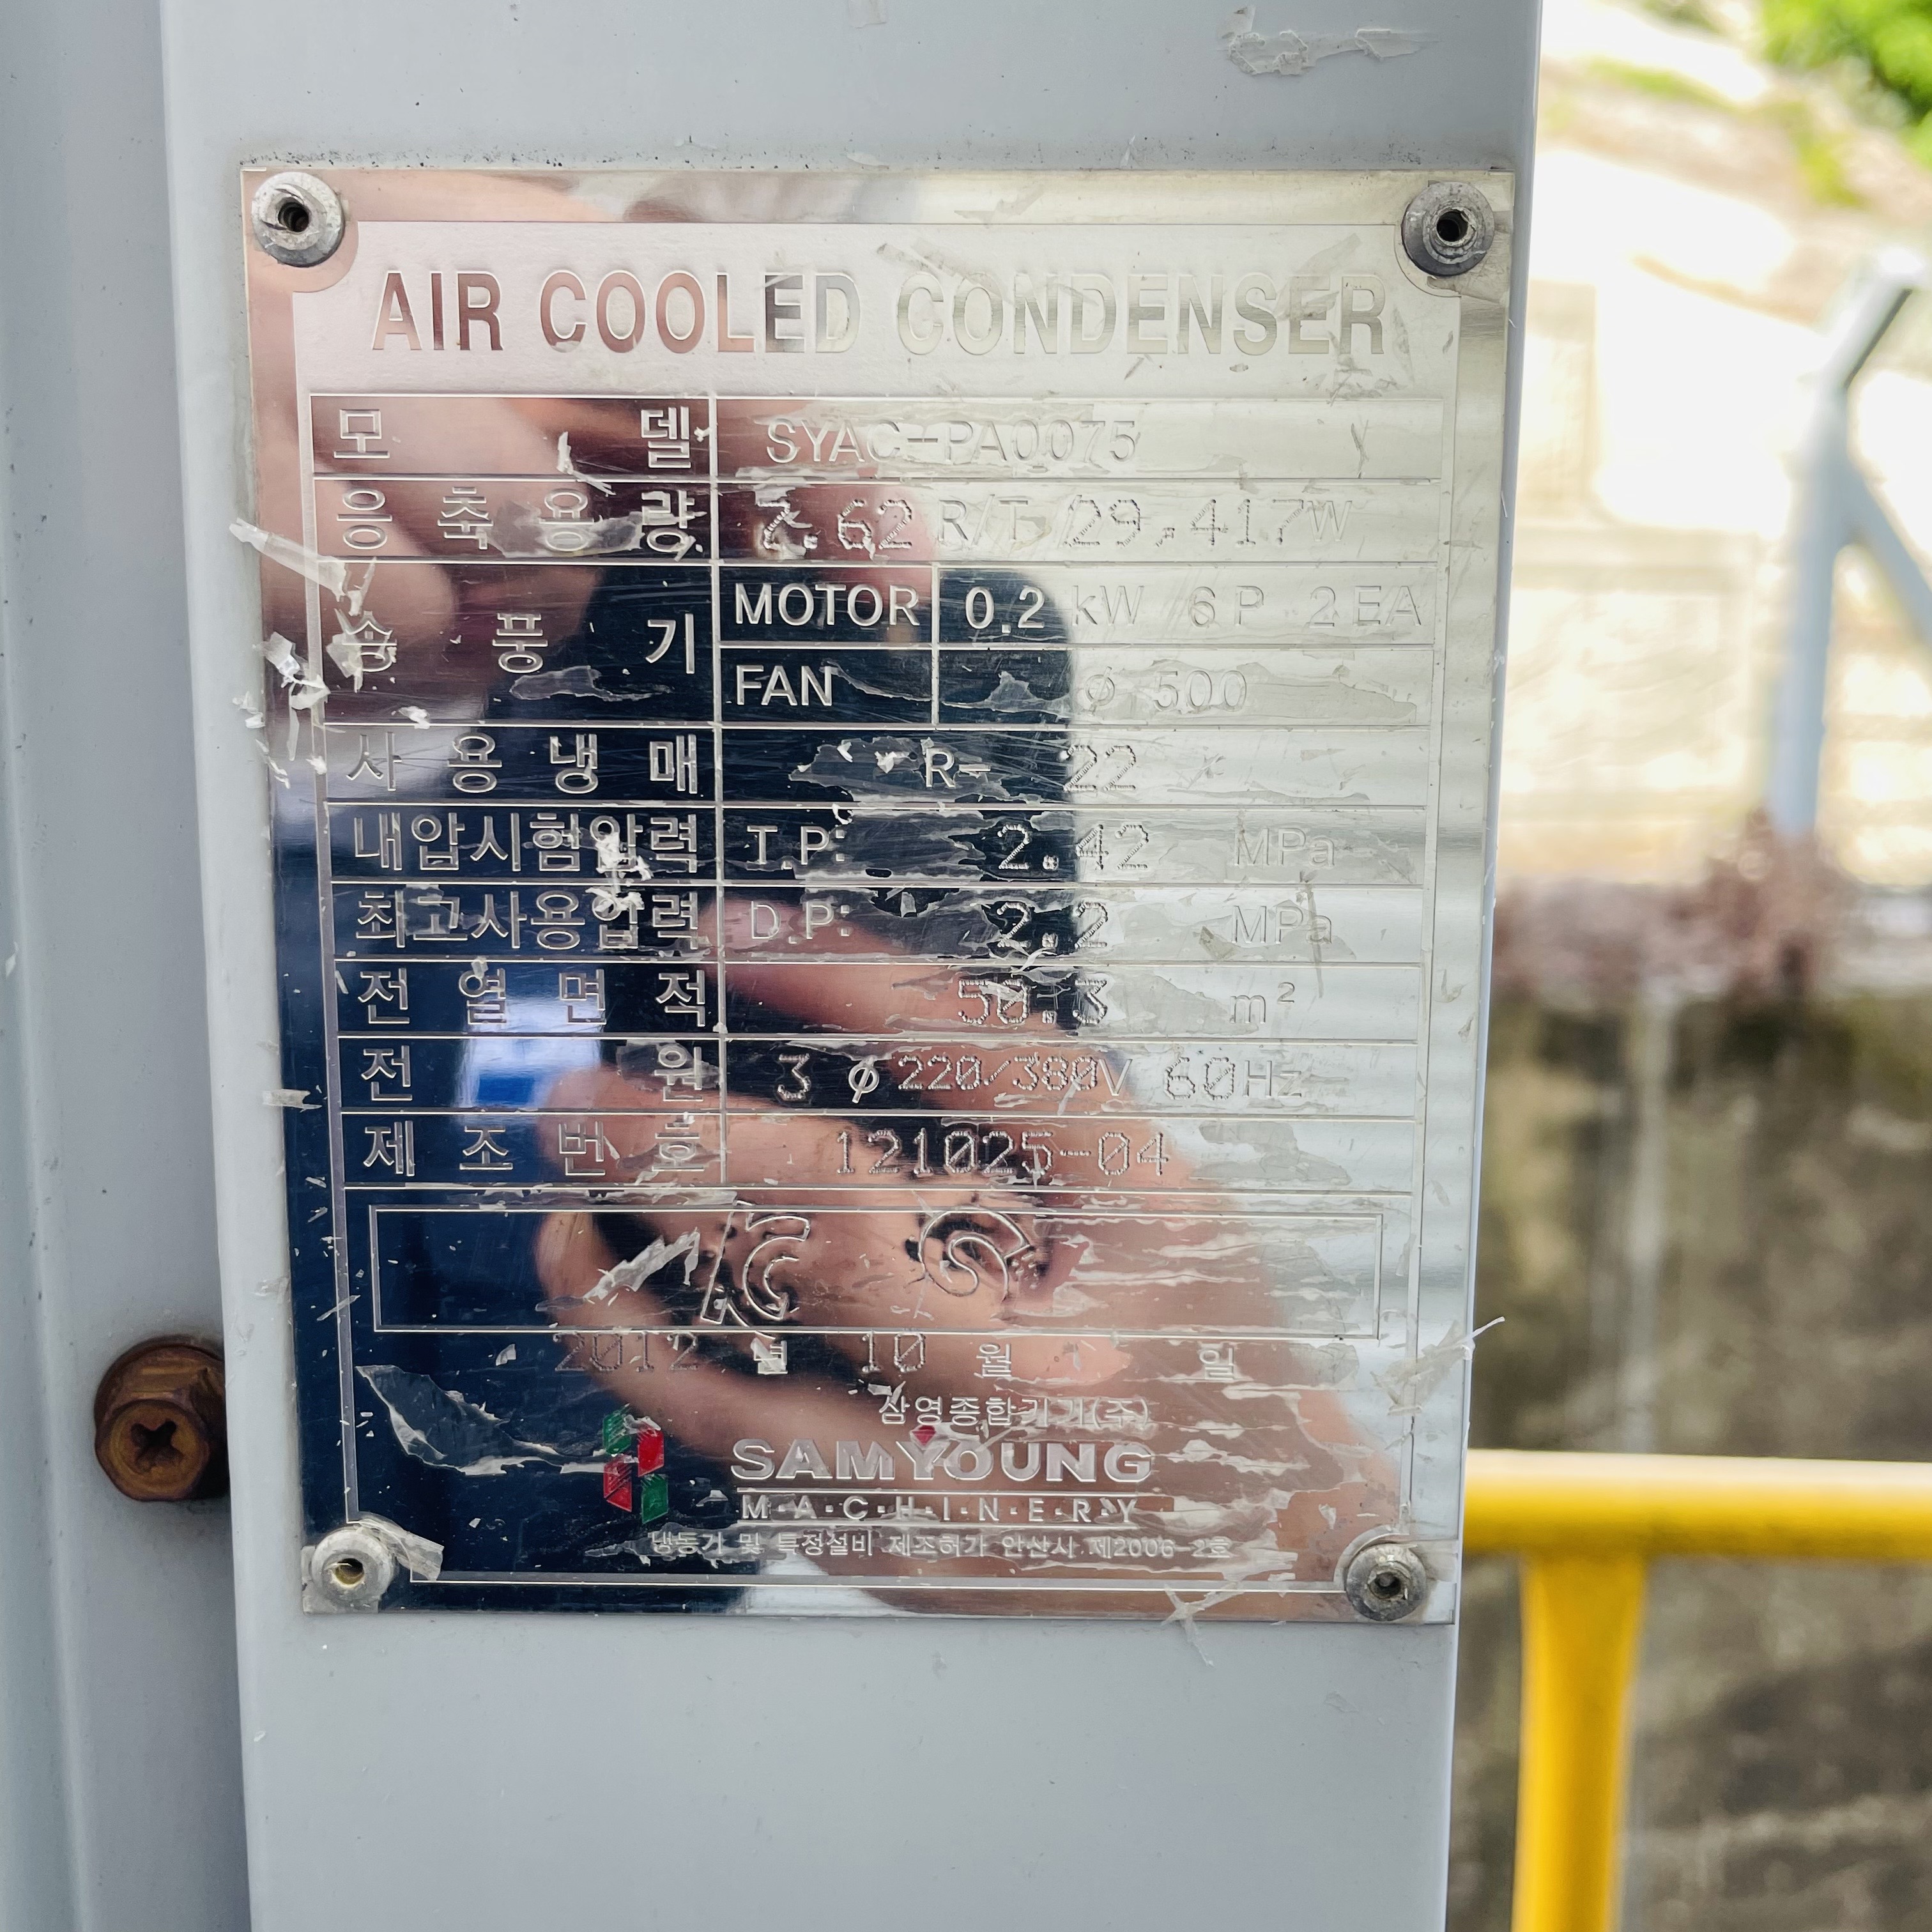 AIR COOLED CONDENSER
모 델 SYAC-PA0075
응 축 용 량 7.62 R/T 29,417W
송 풍 기 MOTOR 0.2 kW 6P 2EA
FAN ø 500
사 용 냉 매 R- 22
내압시험압력 T.P: 2.42 MPa
최고사용압력 D.P: 2.2 MPa
전 열 면 적 50.3 m²
전 원 3 ø 220/380V 60Hz
제 조 번 호 121025-04
2012 년 10 월 일
삼영종합기기(주)
SAMYOUNG
M·A·C·H·I·N·E·R·Y
냉동기 및 특정설비 제조허가 안산시 제2006-2호